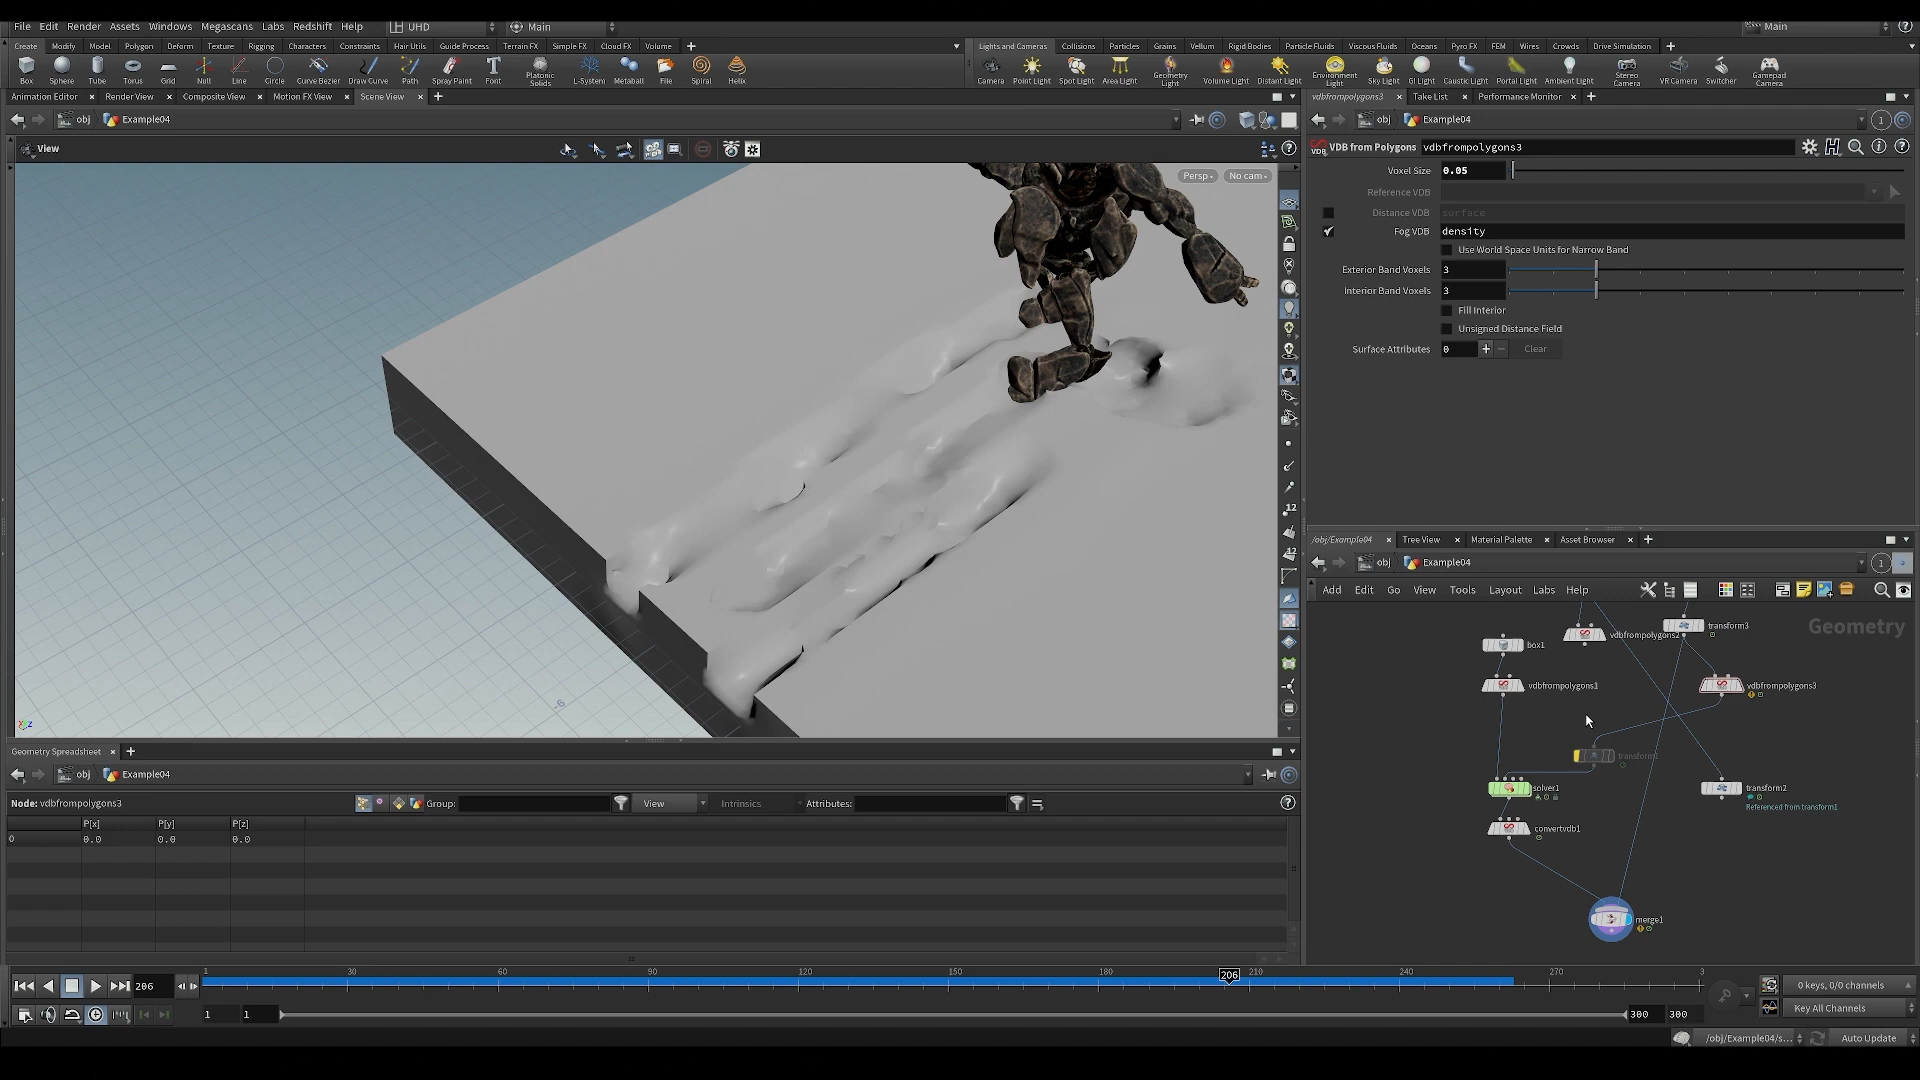 File Edit Render Assets Windows Megascans Labs Redshift Help UHD Main Main
Create Modify Model Polygon Deform Texture Rigging Characters Constraints Hair Utils Guide Process Terrain FX Simple FX Cloud FX Volume
Lights and Cameras Collisions Particles Grains Vellum Rigid Bodies Particle Fluids Viscous Fluids Oceans Pyro FX FEM Wires Crowds Drive Simulation
Box Sphere Tube Torus Grid Null Line Circle Curve Bezier Draw Curve Path Spray Paint Font Platonic Solids L-System Metaball File Spiral Helix
Camera Point Light Spot Light Area Light Geometry Light Volume Light Distant Light Environment Light Sky Light GI Light Caustic Light Portal Light Ambient Light Stereo Camera VR Camera Switcher Gamepad Camera
Animation Editor Render View Composite View Motion FX View Scene View
obj Example04
View
Persp No cam
12
12
-6
vdbfrompolygons3 Take List Performance Monitor
obj Example04 1
VDB VDB from Polygons vdbfrompolygons3
Voxel Size 0.05
Reference VDB
Distance VDB surface
Fog VDB density
Use World Space Units for Narrow Band
Exterior Band Voxels 3
Interior Band Voxels 3
Fill Interior
Unsigned Distance Field
Surface Attributes 0 Clear
/obj/Example04 Tree View Material Palette Asset Browser
obj Example04 1
Add Edit Go View Tools Layout Labs Help
Geometry
transform3
vdbfrompolygons2
box1
vdbfrompolygons1
vdbfrompolygons3
transform1
solver1
transform2
Referenced from transform1
convertvdb1
merge1
Geometry Spreadsheet
obj Example04
Node: vdbfrompolygons3 Group: View Intrinsics Attributes:
P[x] P[y] P[z]
0 0.0 0.0 0.0
206
1 30 60 90 120 150 180 206 210 240 270 3
1 1 300 300
0 keys, 0/0 channels
Key All Channels
/obj/Example04/s... Auto Update